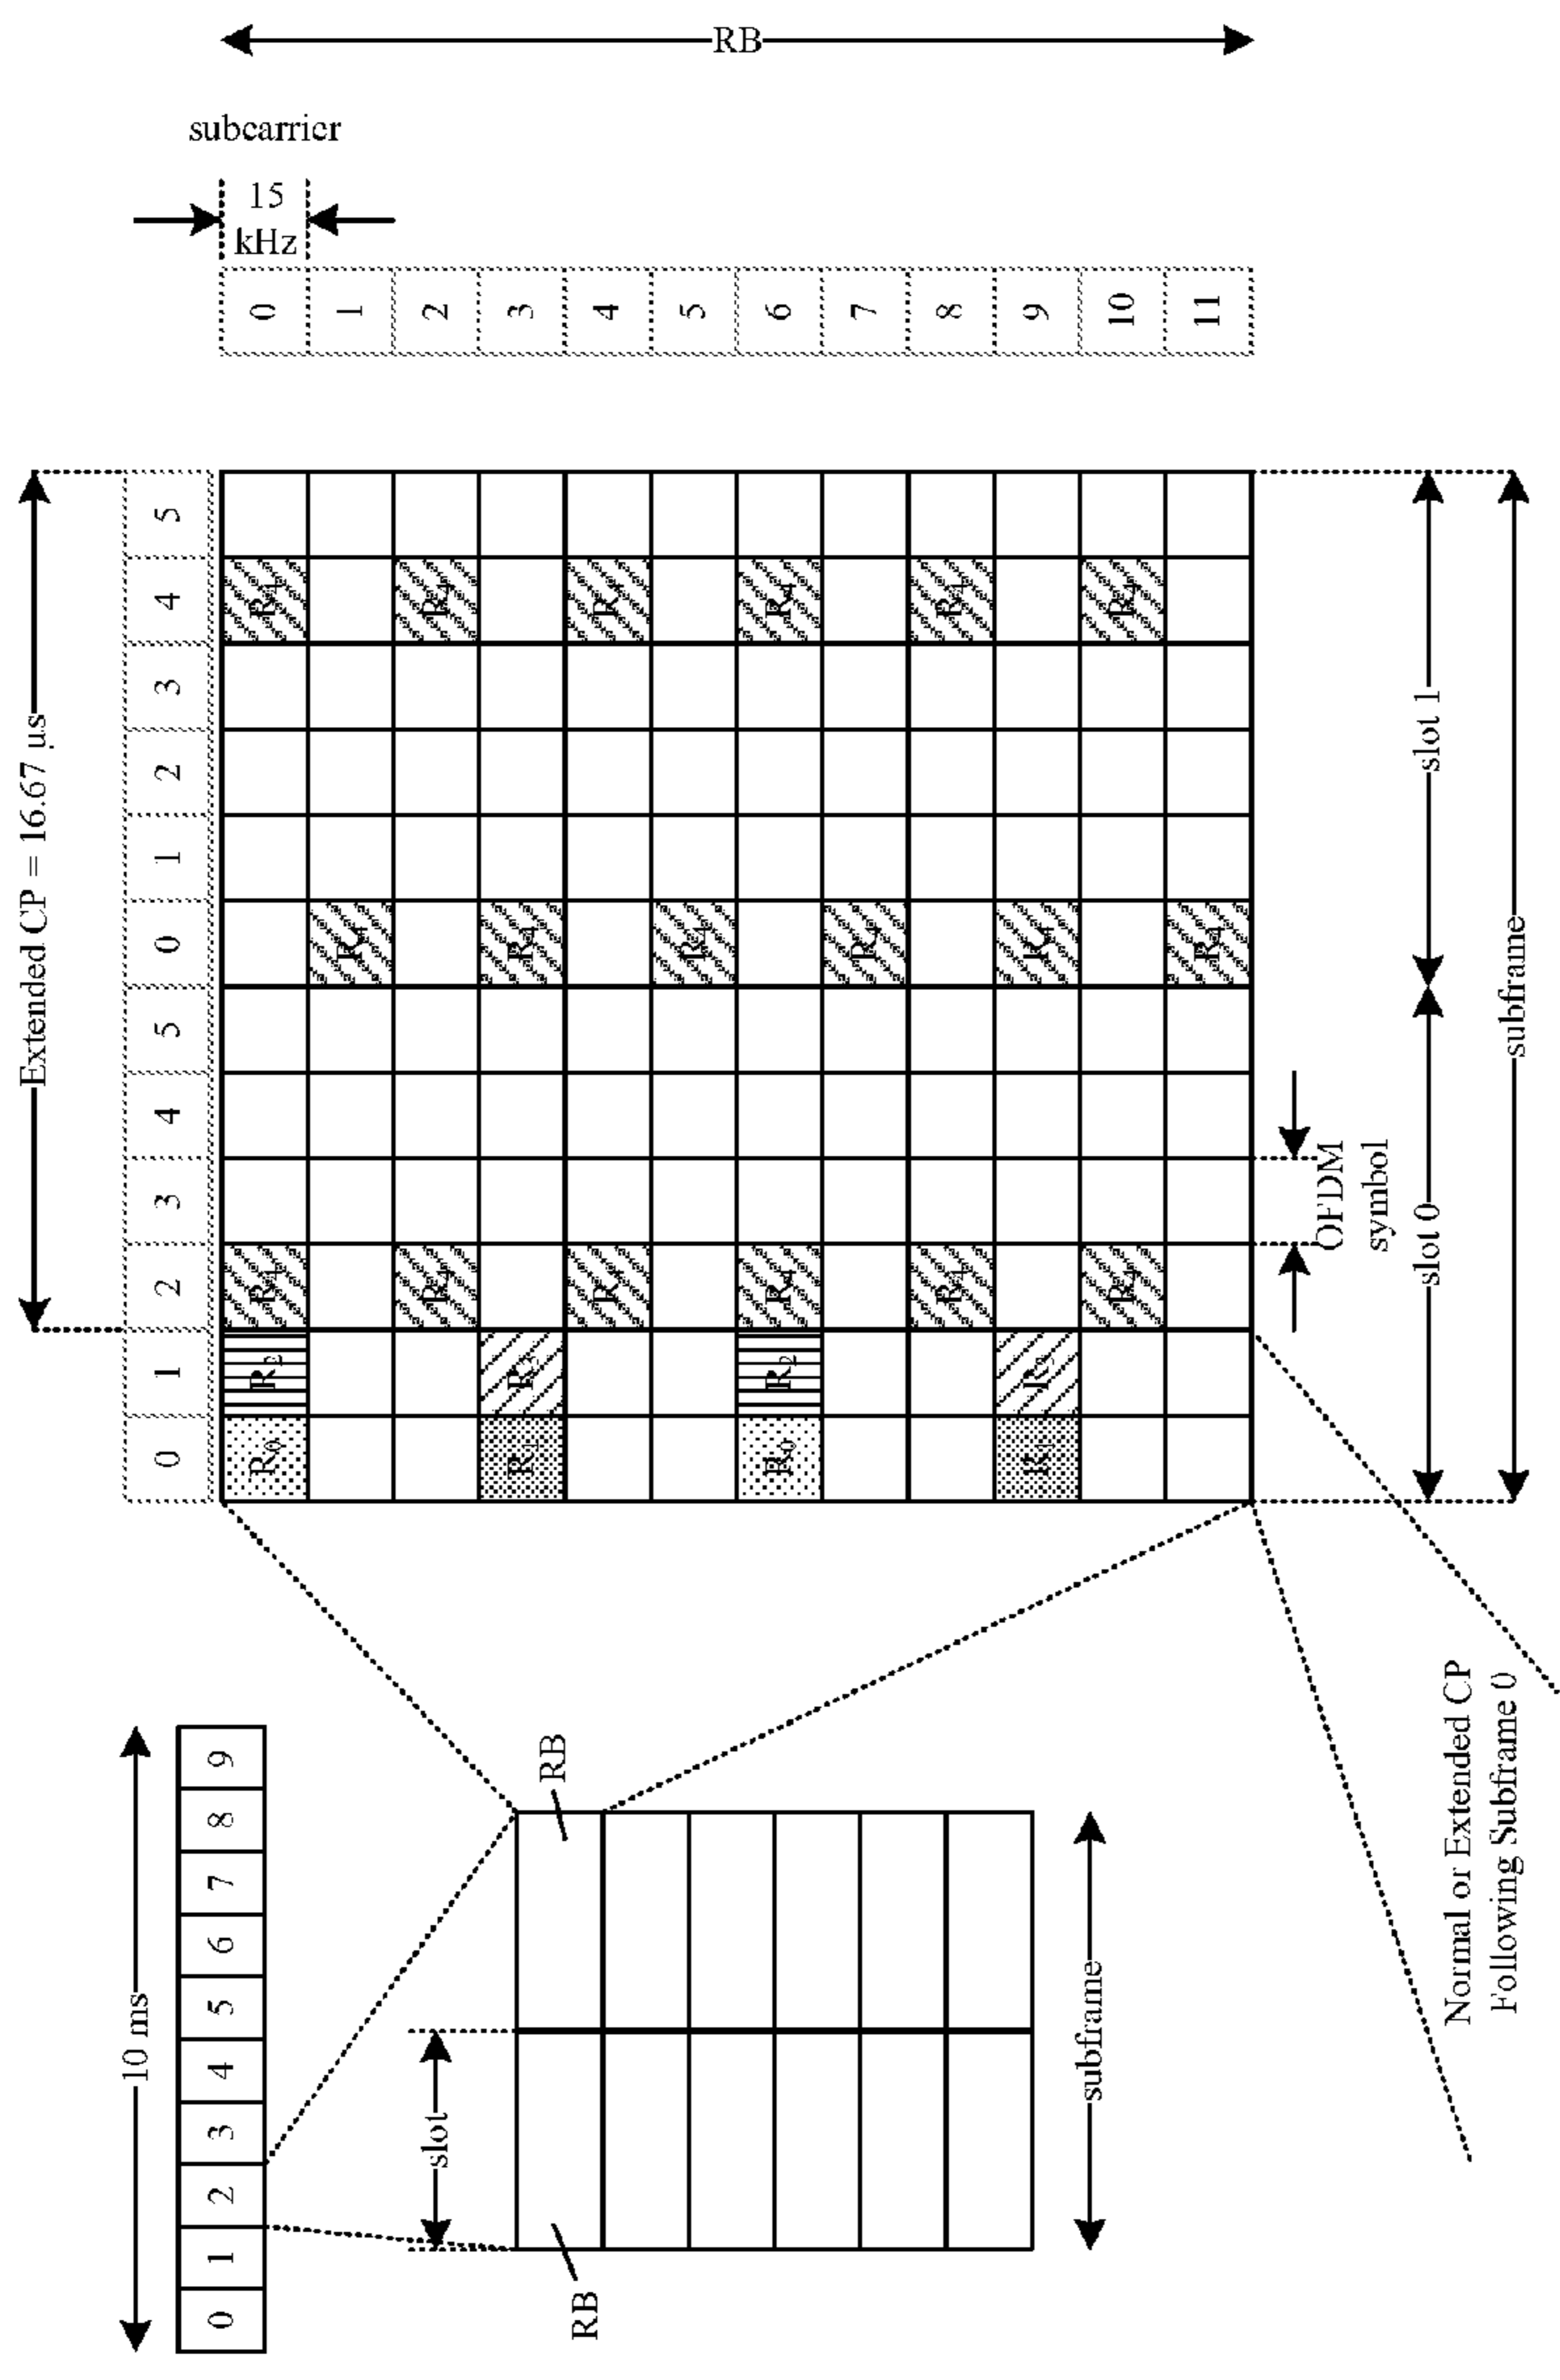 10 ms
0 1 2 3 4 5 6 7 8 9
slot
RB
RB
subframe
Extended CP = 16.67 µs
0 1 2 3 4 5 0 1 2 3 4 5
R0 R2 R4 R4
R4
R4 R4
R1 R3 R4
R4 R4
R4
R0 R2 R4 R4
R4
R4 R4
R1 R3 R4
R4 R4
R4
OFDM
symbol
slot 0
slot 1
subframe
Normal or Extended CP
Following Subframe 0
subcarrier
15
kHz
0
1
2
3
4
5
6
7
8
9
10
11
RB